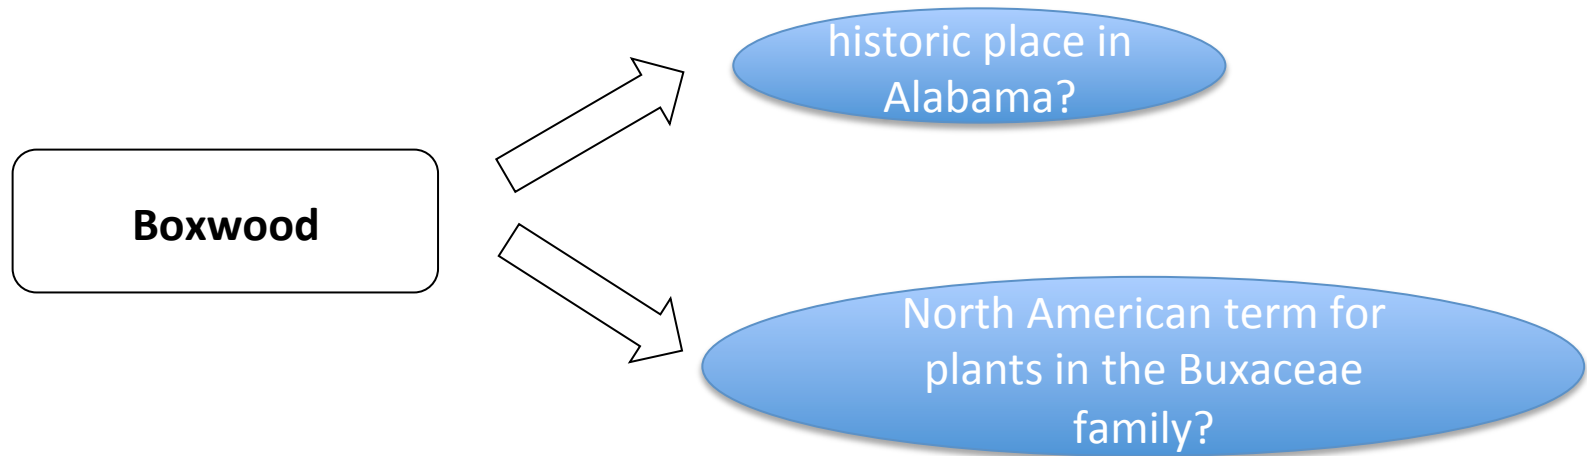 historic place in
Alabama?
Boxwood
North American term for
plants in the Buxaceae
family?